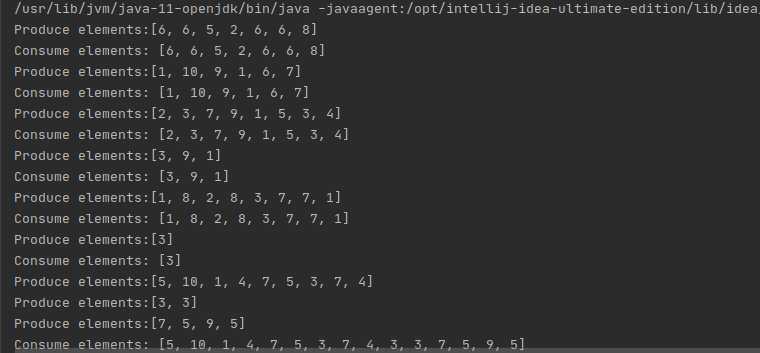 /usr/lib/jvm/java-11-openjdk/bin/java -javaagent:/opt/intellij-idea-ultimate-edition/lib/idea_
Produce elements:[6, 6, 5, 2, 6, 6, 8]
Consume elements: [6, 6, 5, 2, 6, 6, 8]
Produce elements:[1, 10, 9, 1, 6, 7]
Consume elements: [1, 10, 9, 1, 6, 7]
Produce elements:[2, 3, 7, 9, 1, 5, 3, 4]
Consume elements: [2, 3, 7, 9, 1, 5, 3, 4]
Produce elements:[3, 9, 1]
Consume elements: [3, 9, 1]
Produce elements:[1, 8, 2, 8, 3, 7, 7, 1]
Consume elements: [1, 8, 2, 8, 3, 7, 7, 1]
Produce elements:[3]
Consume elements: [3]
Produce elements:[5, 10, 1, 4, 7, 5, 3, 7, 4]
Produce elements:[3, 3]
Produce elements:[7, 5, 9, 5]
Consume elements: [5, 10, 1, 4, 7, 5, 3, 7, 4, 3, 3, 7, 5, 9, 5]